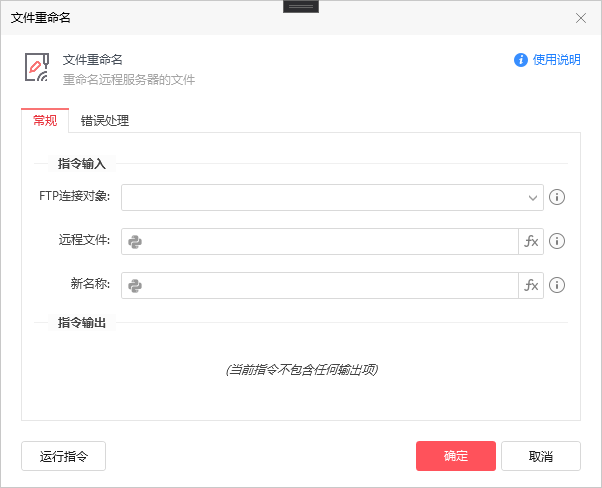 文件重命名
文件重命名
使用说明
重命名远程服务器的文件
常规
错误处理
指令输入
FTP连接对象:
远程文件:
fx
新名称:
fx
指令输出
(当前指令不包含任何输出项)
运行指令
确定
取消